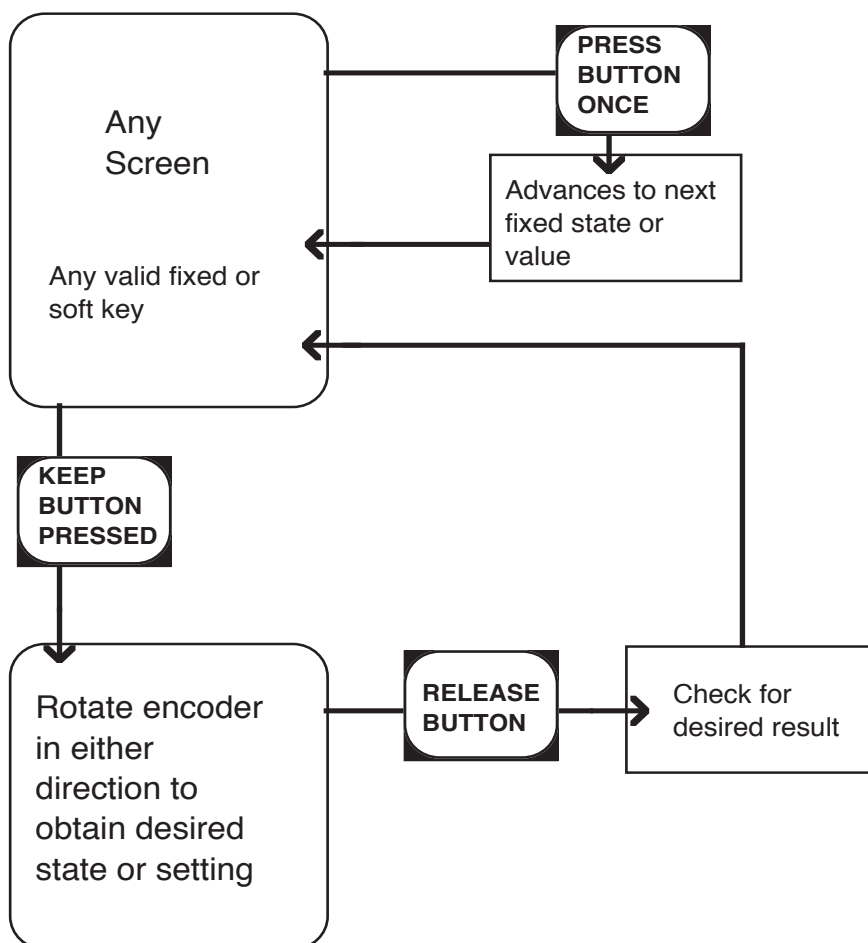 Any
Screen
Any valid fixed or
soft key
PRESS
BUTTON
ONCE
Advances to next
fixed state or
value
KEEP
BUTTON
PRESSED
Rotate encoder
in either
direction to
obtain desired
state or setting
RELEASE
BUTTON
Check for
desired result